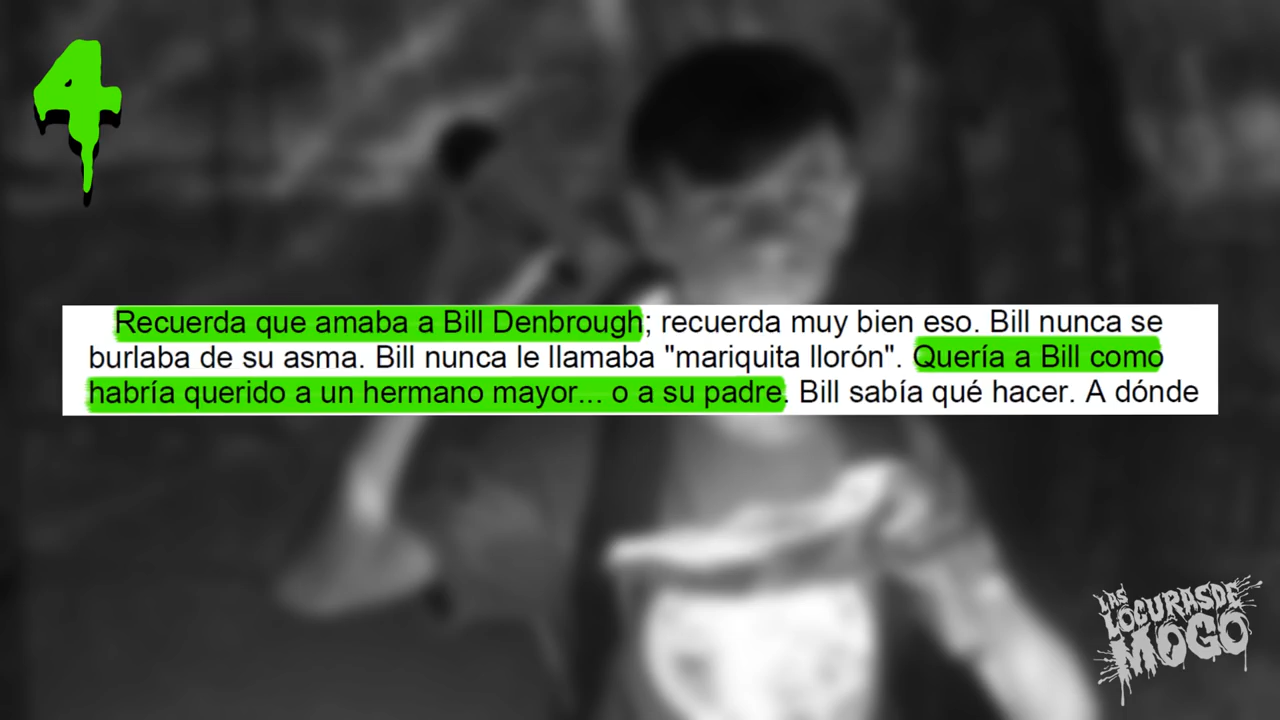 4
Recuerda que amaba a Bill Denbrough; recuerda muy bien eso. Bill nunca se
burlaba de su asma. Bill nunca le llamaba "mariquita llorón". Quería a Bill como
habría querido a un hermano mayor... o a su padre. Bill sabía qué hacer. A dónde
LAS
LOCURAS DE
MOGO